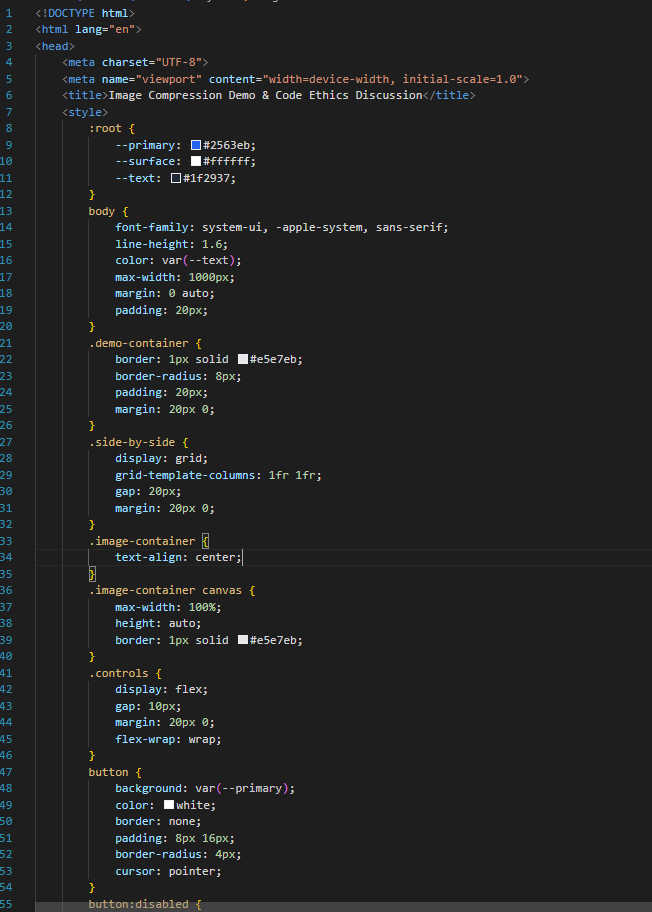 1 <!DOCTYPE html>
2 <html lang="en">
3 <head>
4     <meta charset="UTF-8">
5     <meta name="viewport" content="width=device-width, initial-scale=1.0">
6     <title>Image Compression Demo & Code Ethics Discussion</title>
7     <style>
8         :root {
9             --primary: #2563eb;
10             --surface: #ffffff;
11             --text: #1f2937;
12         }
13         body {
14             font-family: system-ui, -apple-system, sans-serif;
15             line-height: 1.6;
16             color: var(--text);
17             max-width: 1000px;
18             margin: 0 auto;
19             padding: 20px;
20         }
21         .demo-container {
22             border: 1px solid #e5e7eb;
23             border-radius: 8px;
24             padding: 20px;
25             margin: 20px 0;
26         }
27         .side-by-side {
28             display: grid;
29             grid-template-columns: 1fr 1fr;
30             gap: 20px;
31             margin: 20px 0;
32         }
33         .image-container {
34             text-align: center;
35         }
36         .image-container canvas {
37             max-width: 100%;
38             height: auto;
39             border: 1px solid #e5e7eb;
40         }
41         .controls {
42             display: flex;
43             gap: 10px;
44             margin: 20px 0;
45             flex-wrap: wrap;
46         }
47         button {
48             background: var(--primary);
49             color: white;
50             border: none;
51             padding: 8px 16px;
52             border-radius: 4px;
53             cursor: pointer;
54         }
55         button:disabled {